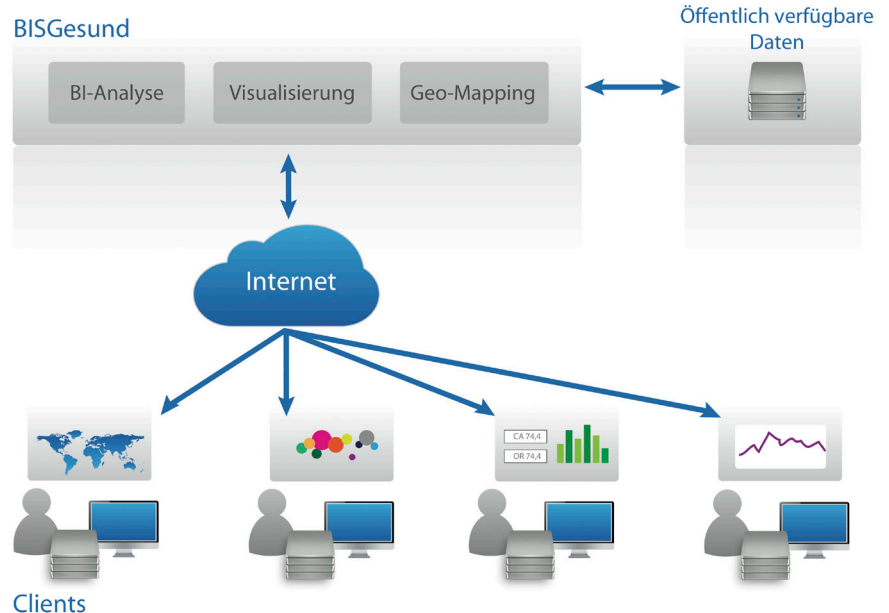 BISGesund
Öffentlich verfügbare
Daten
BI-Analyse
Visualisierung
Geo-Mapping
Internet
CA 74,4
OR 74,4
Clients